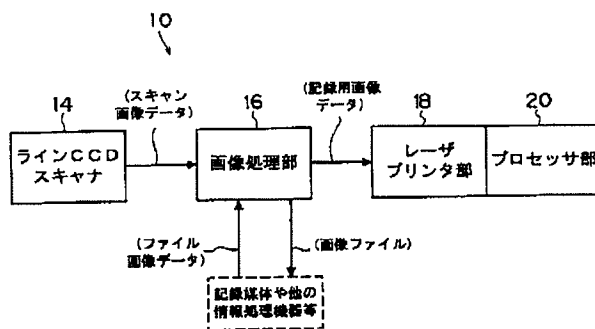 10
14
(スキャン
画像データ)
16
(記録用画像
データ)
18
20
ラインCCD
スキャナ
画像処理部
レーザ
プリンタ部
プロセッサ部
(ファイル
画像データ)
(画像ファイル)
記録媒体や他の
情報処理機器等